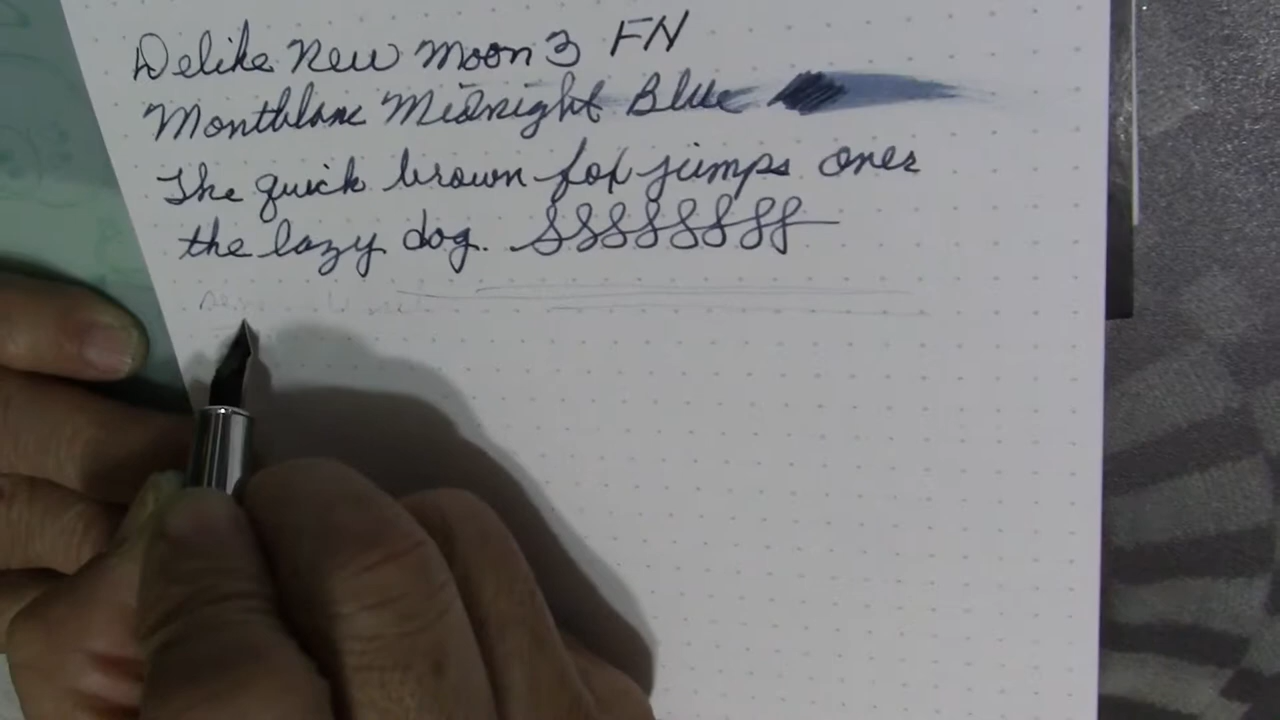 Delike New Moon 3 FN
Montblanc Midnight Blue
The quick brown fox jumps over
the lazy dog. SSSSSSSS